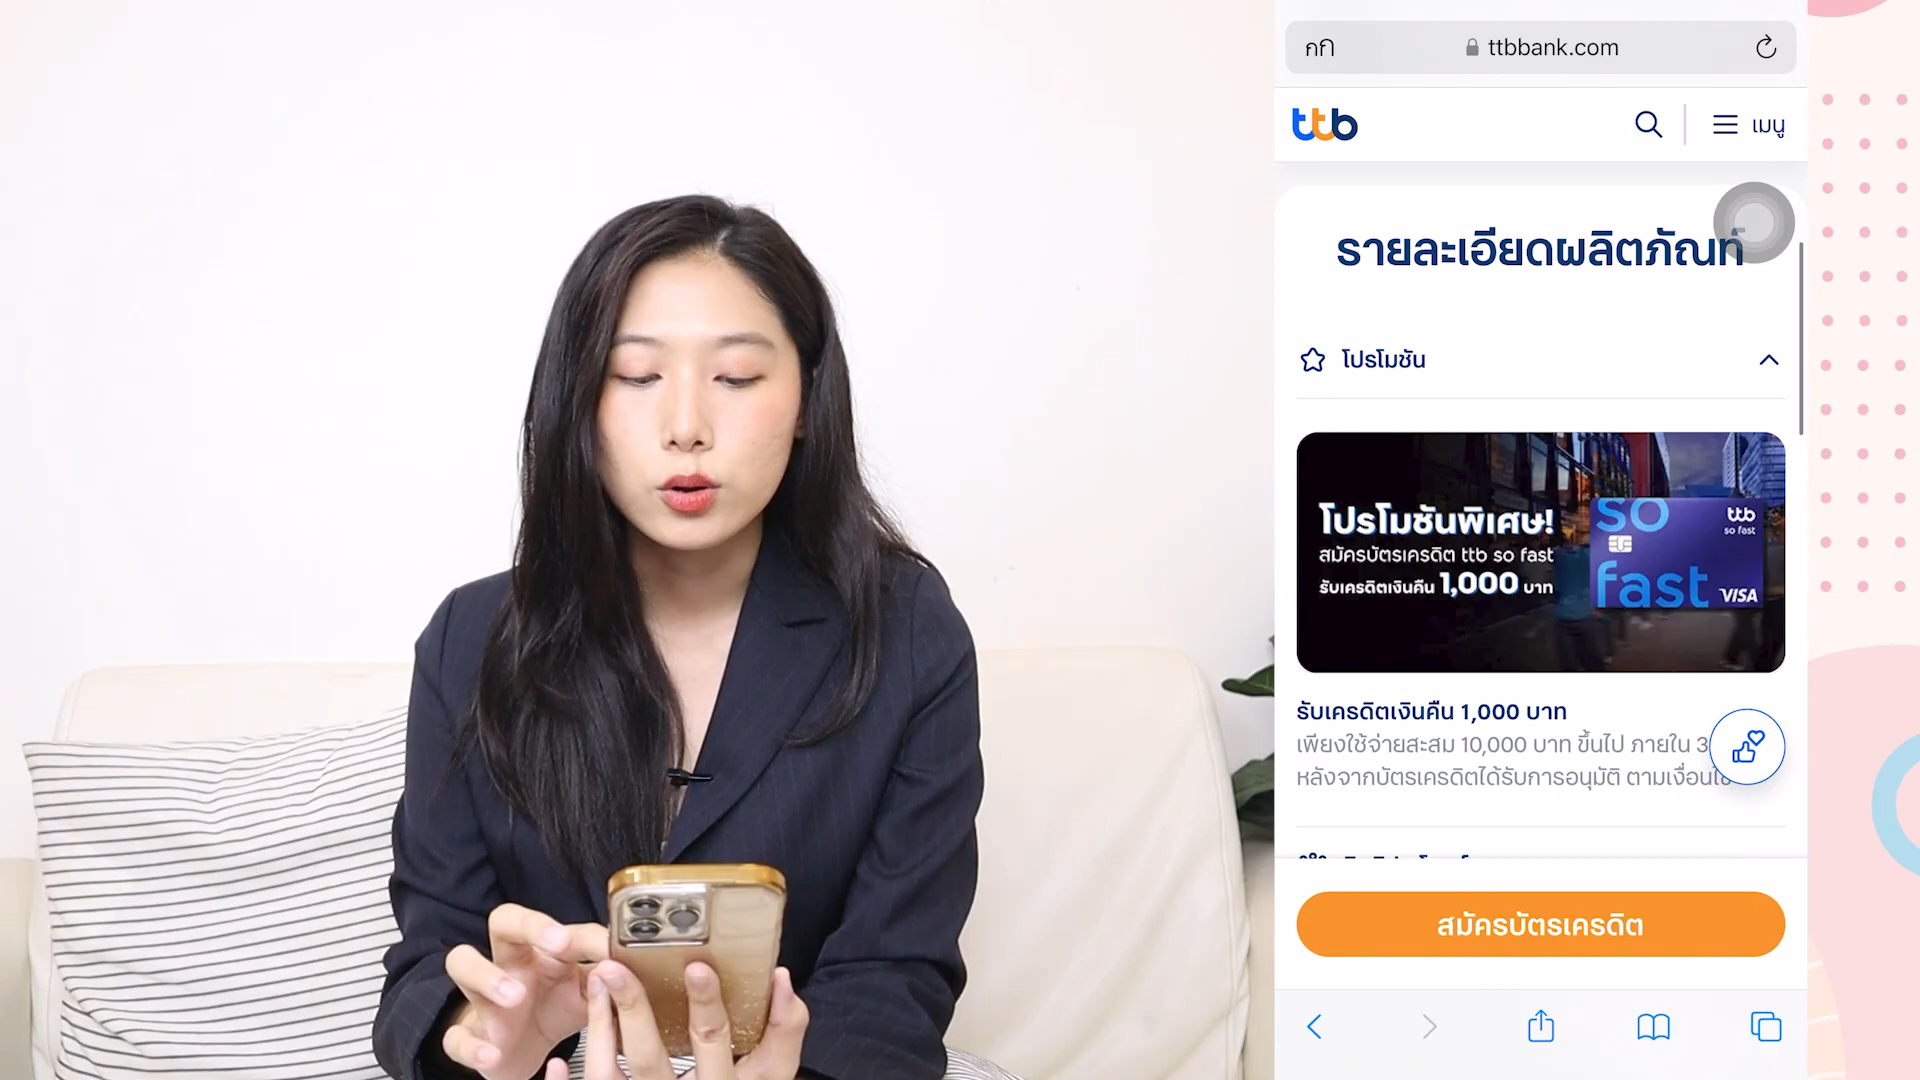 กก
ttbbank.com
ttb
เมนู
รายละเอียดผลิตภัณฑ์
โปรโมชัน
โปรโมชันพิเศษ!
สมัครบัตรเครดิต ttb so fast
รับเครดิตเงินคืน 1,000 บาท
so
ttb
so fast
fast
VISA
รับเครดิตเงินคืน 1,000 บาท
เพียงใช้จ่ายสะสม 10,000 บาท ขึ้นไป ภายใน 3
หลังจากบัตรเครดิตได้รับการอนุมัติ ตามเงื่อนไข
สมัครบัตรเครดิต